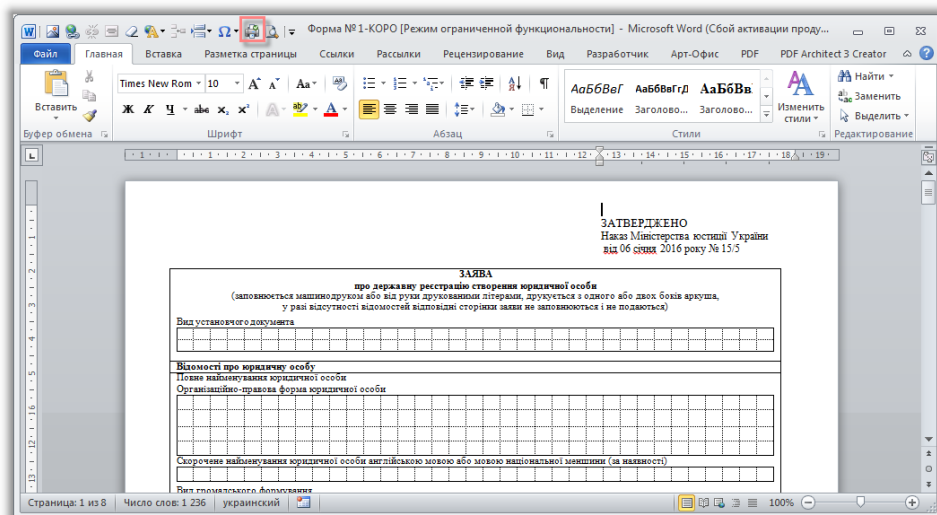 Форма №1-КОРО [Режим ограниченной функциональности] - Microsoft Word (Сбой активации проду...
Файл Главная Вставка Разметка страницы Ссылки Рассылки Рецензирование Вид Разработчик Арт-Офис PDF PDF Architect 3 Creator
Вставить
Times New Rom 10
Ж К Ч abc x₂ x²
АаБбВвГ АаБбВвГгД АаБбВв
Выделение Заголово... Заголово...
Изменить стили
Найти
Заменить
Выделить
Буфер обмена Шрифт Абзац Стили Редактирование
ЗАТВЕРДЖЕНО
Наказ Міністерства юстиції України
від 06 січня 2016 року № 15/5
ЗАЯВА
про державну реєстрацію створення юридичної особи
(заповнюється машинодруком або від руки друкованими літерами, друкується з одного або двох боків аркуша,
у разі відсутності відомостей відповідні сторінки заяви не заповнюються і не подаються)
Вид установчого документа
Відомості про юридичну особу
Повне найменування юридичної особи
Організаційно-правова форма юридичної особи
Скорочене найменування юридичної особи англійською мовою або мовою національної меншини (за наявності)
Вид громадського формування
Страница: 1 из 8 Число слов: 1 236 украинский 100%